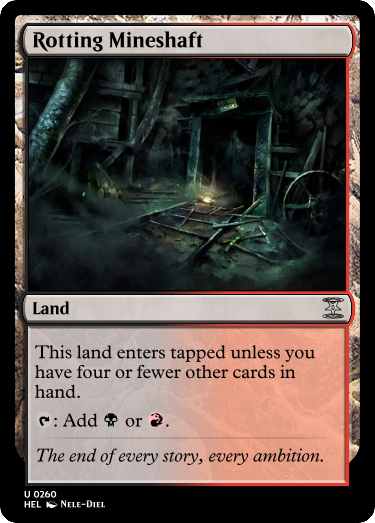 Rotting Mineshaft
Land
This land enters tapped unless you
have four or fewer other cards in
hand.
: Add or .
The end of every story, every ambition.
U 0260
HEL Nele-Diel